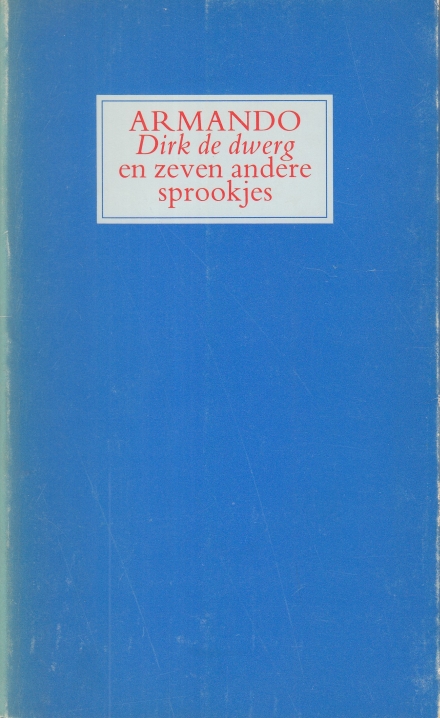 ARMANDO
Dirk de dwerg
en zeven andere
sprookjes